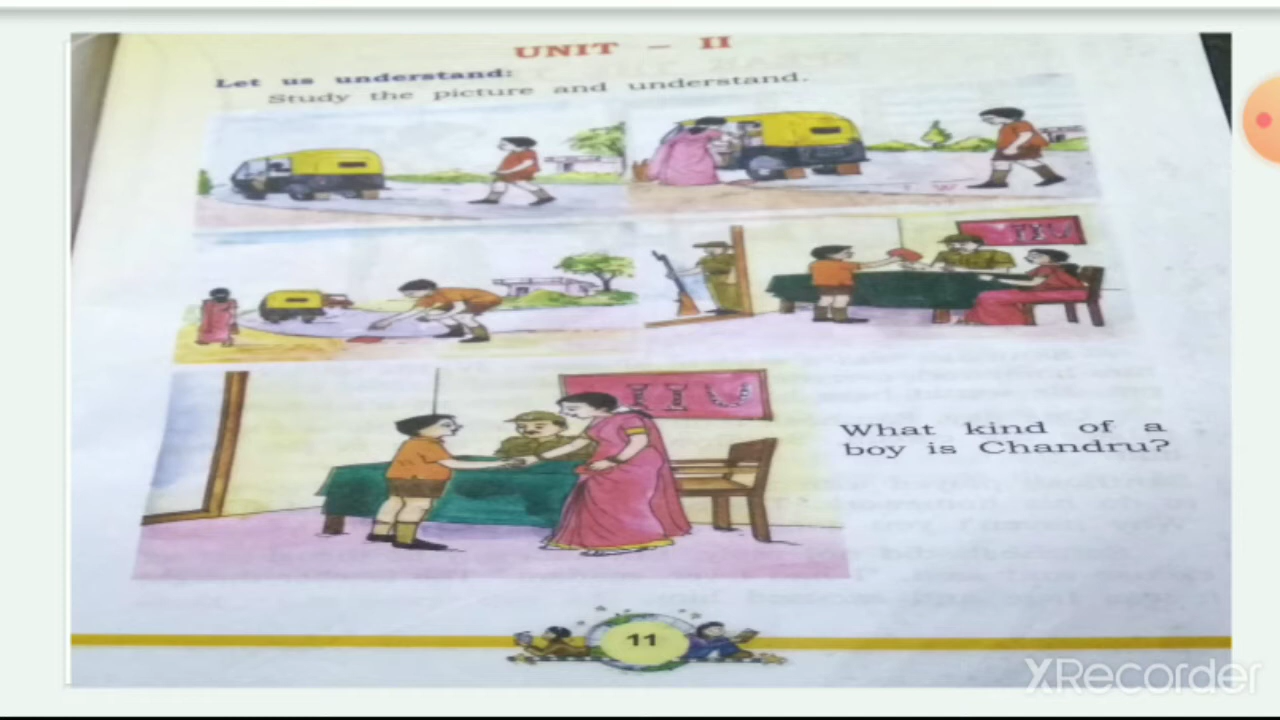 UNIT – II
Let us understand:
Study the picture and understand.
What kind of a
boy is Chandru?
11
XRecorder